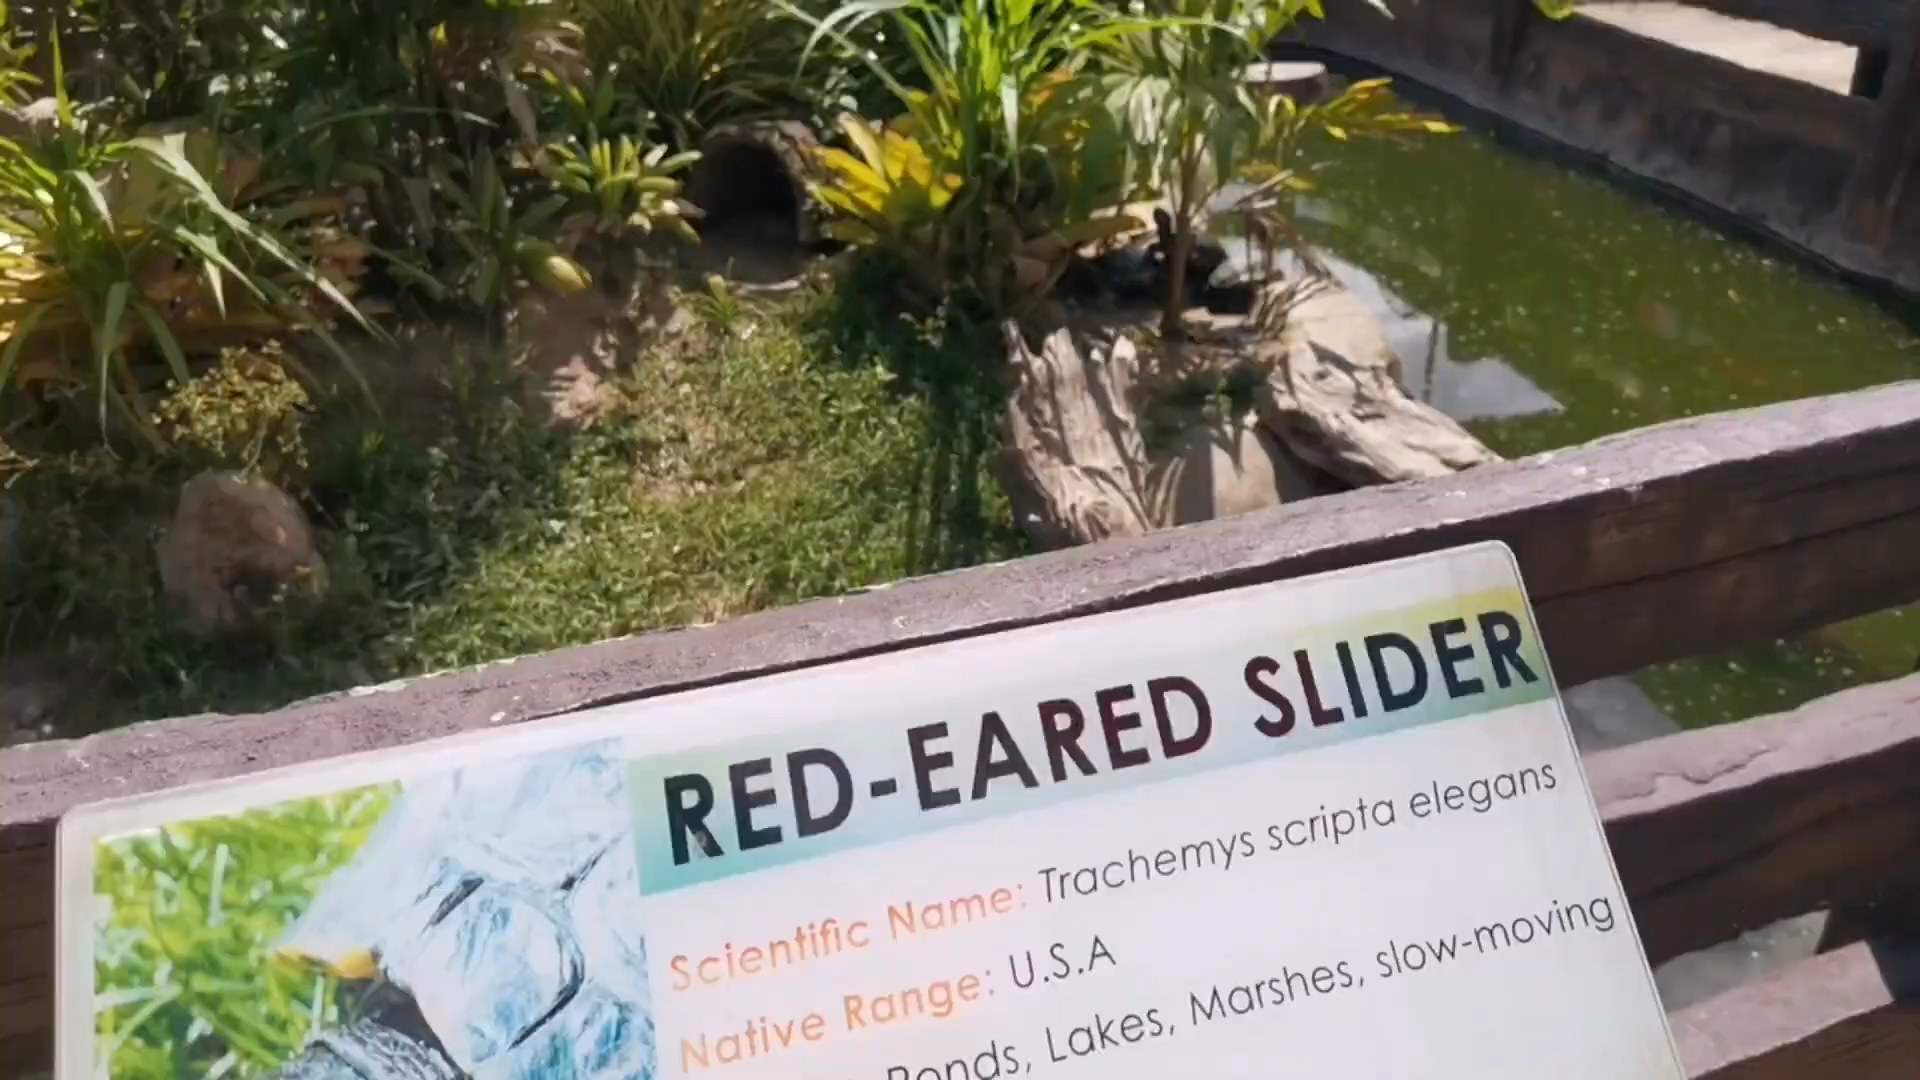 RED-EARED SLIDER
Scientific Name: Trachemys scripta elegans
Native Range: U.S.A
Ponds, Lakes, Marshes, slow-moving